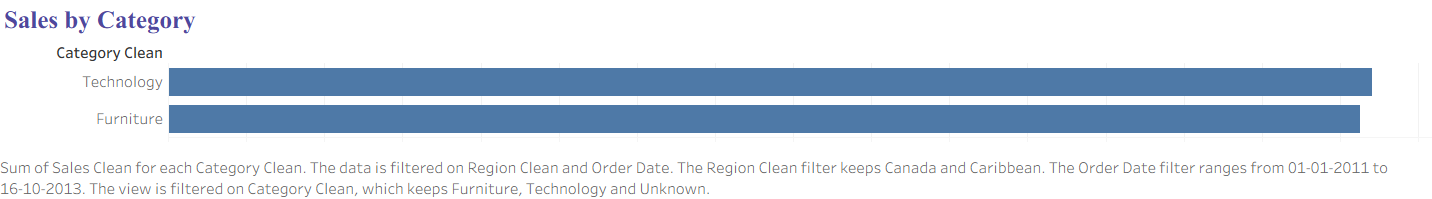 Sales by Category
Category Clean
Technology
Furniture
Sum of Sales Clean for each Category Clean. The data is filtered on Region Clean and Order Date. The Region Clean filter keeps Canada and Caribbean. The Order Date filter ranges from 01-01-2011 to
16-10-2013. The view is filtered on Category Clean, which keeps Furniture, Technology and Unknown.